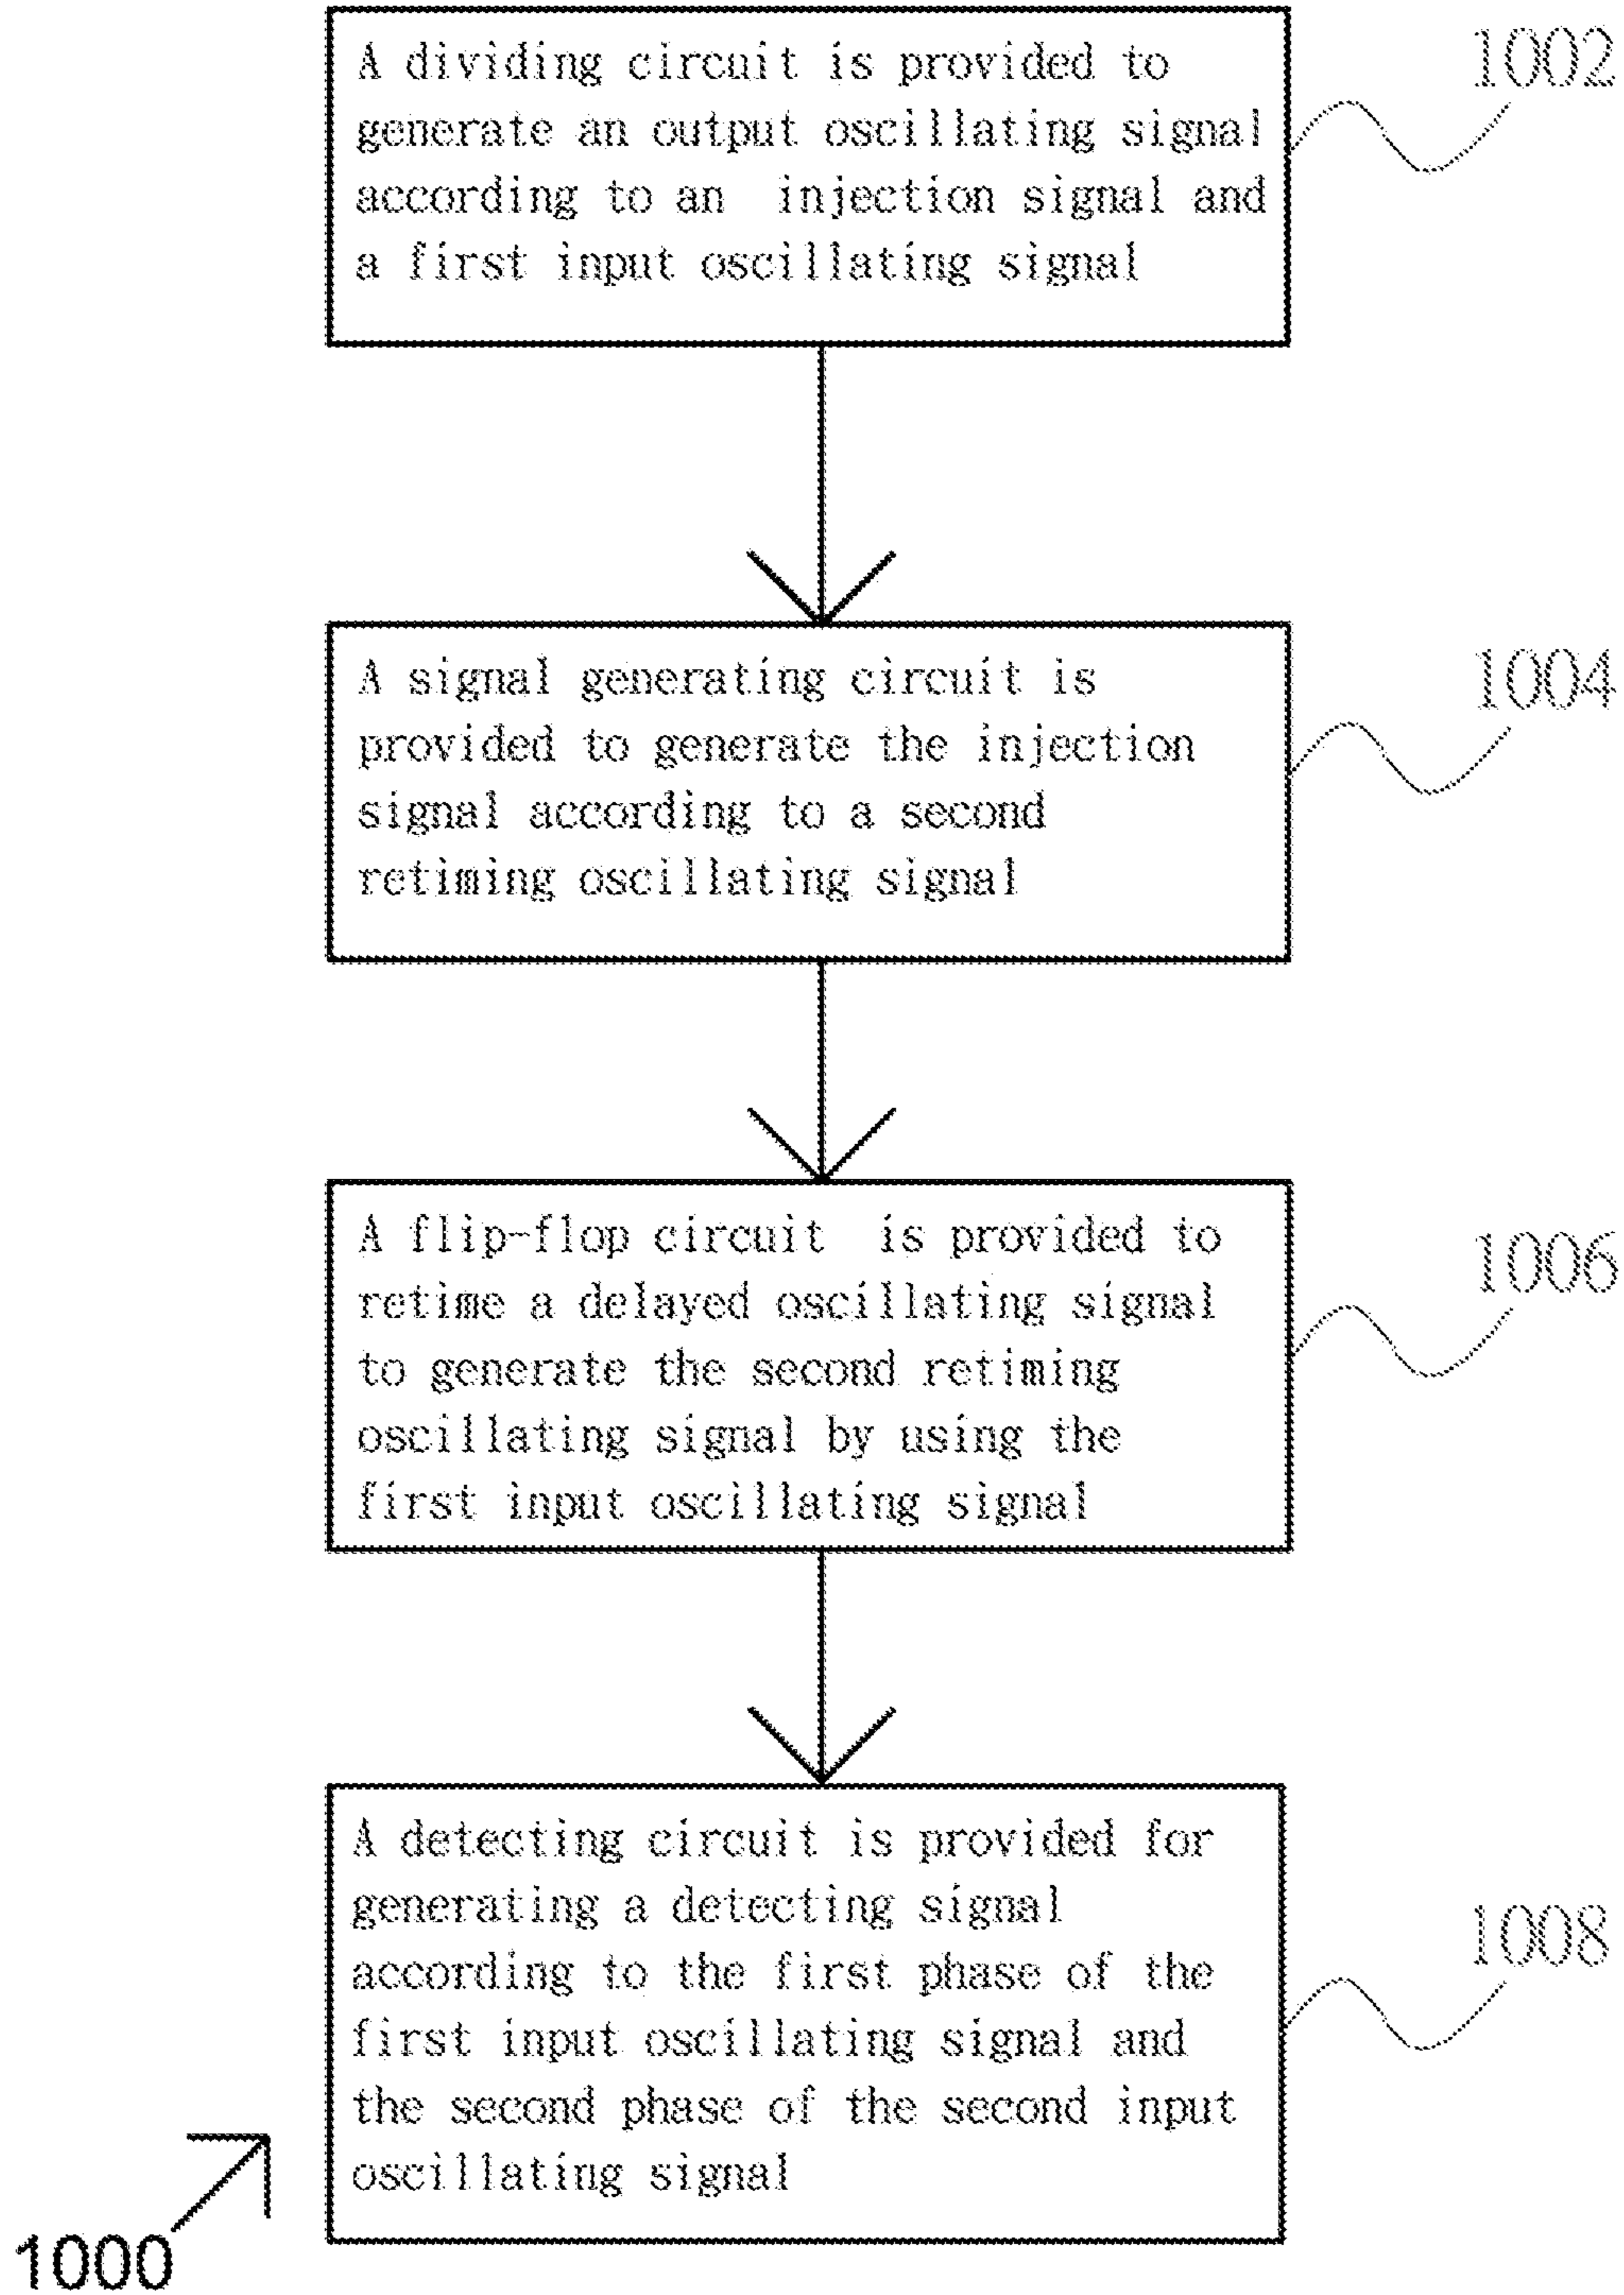 A dividing circuit is provided to
generate an output oscillating signal
according to an injection signal and
a first input oscillating signal
1002
A signal generating circuit is
provided to generate the injection
signal according to a second
retiming oscillating signal
1004
A flip-flop circuit is provided to
retime a delayed oscillating signal
to generate the second retiming
oscillating signal by using the
first input oscillating signal
1006
A detecting circuit is provided for
generating a detecting signal
according to the first phase of the
first input oscillating signal and
the second phase of the second input
oscillating signal
1008
1000